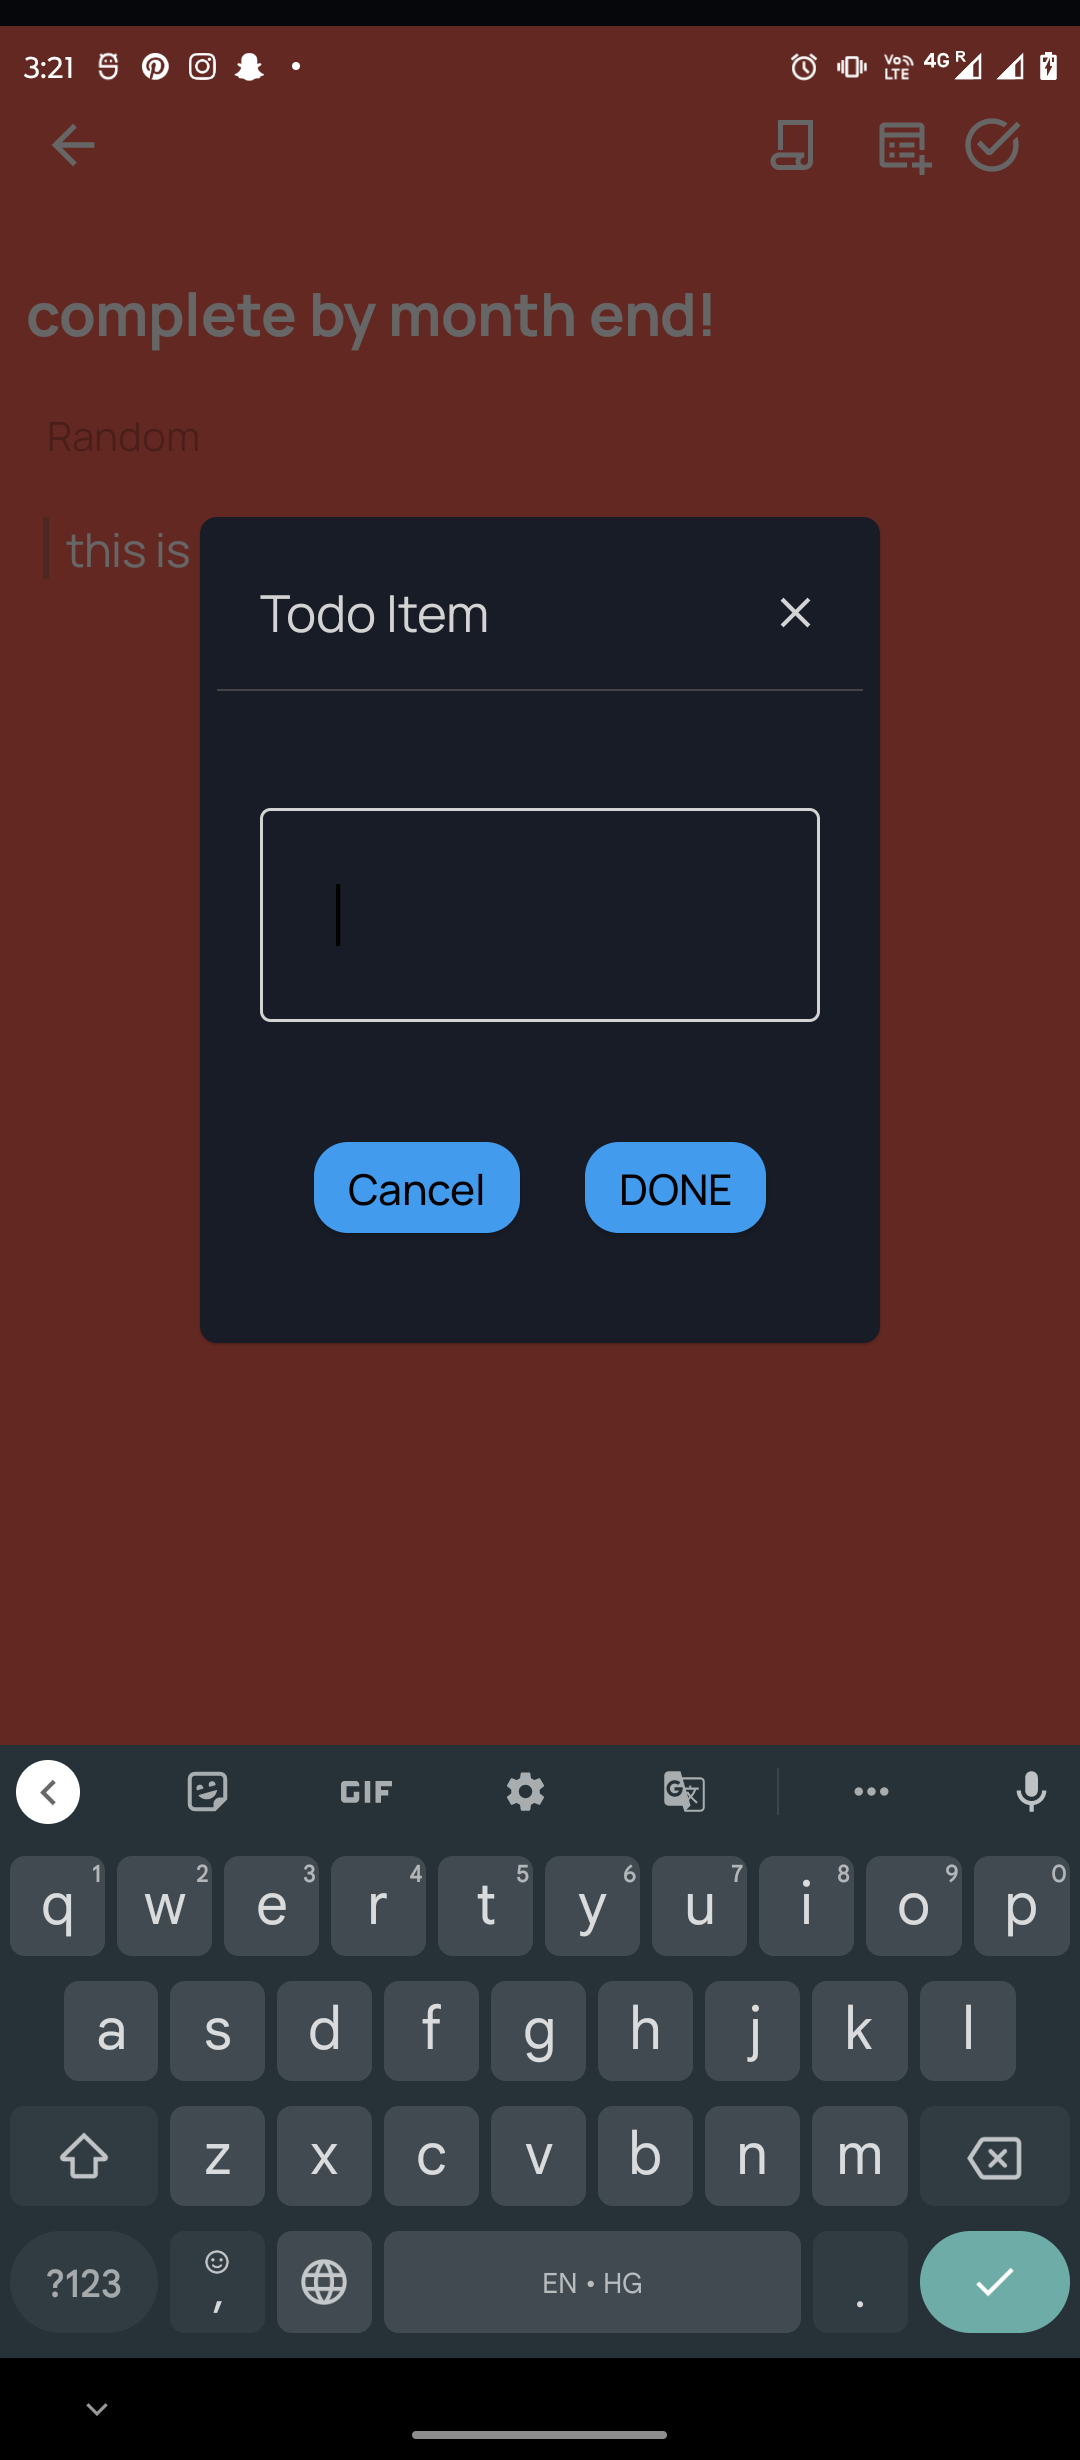 3:21 VoLTE 4G R
complete by month end!
Random
this is
Todo Item
Cancel DONE
GIF G
q 1 w 2 e 3 r 4 t 5 y 6 u 7 i 8 o 9 p 0
a s d f g h j k l
z x c v b n m
?123 , EN • HG .